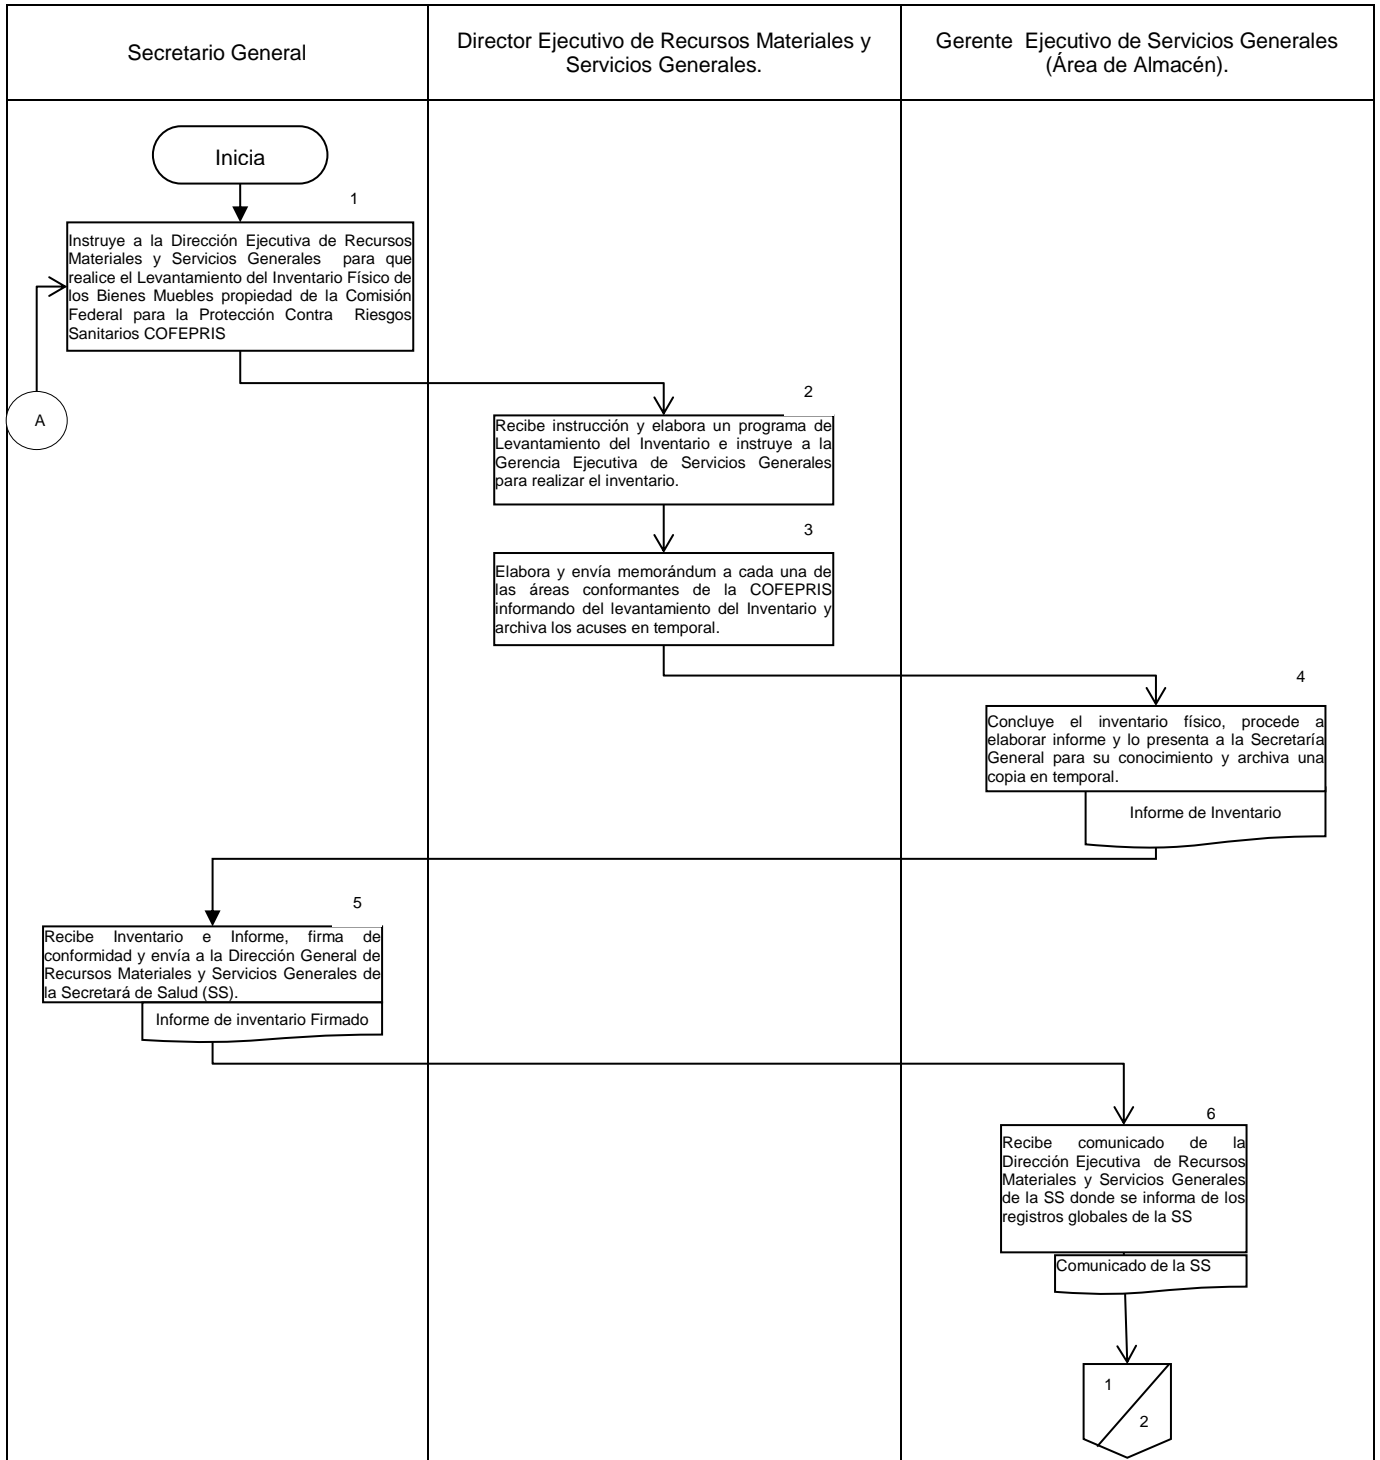 Secretario General
Director Ejecutivo de Recursos Materiales y
Servicios Generales.
Gerente Ejecutivo de Servicios Generales
(Área de Almacén).
Inicia
1
Instruye a la Dirección Ejecutiva de Recursos
Materiales y Servicios Generales para que
realice el Levantamiento del Inventario Físico de
los Bienes Muebles propiedad de la Comisión
Federal para la Protección Contra Riesgos
Sanitarios COFEPRIS
A
2
Recibe instrucción y elabora un programa de
Levantamiento del Inventario e instruye a la
Gerencia Ejecutiva de Servicios Generales
para realizar el inventario.
3
Elabora y envía memorándum a cada una de
las áreas conformantes de la COFEPRIS
informando del levantamiento del Inventario y
archiva los acuses en temporal.
4
Concluye el inventario físico, procede a
elaborar informe y lo presenta a la Secretaría
General para su conocimiento y archiva una
copia en temporal.
Informe de Inventario
5
Recibe Inventario e Informe, firma de
conformidad y envía a la Dirección General de
Recursos Materiales y Servicios Generales de
la Secretará de Salud (SS).
Informe de inventario Firmado
6
Recibe comunicado de la
Dirección Ejecutiva de Recursos
Materiales y Servicios Generales
de la SS donde se informa de los
registros globales de la SS
Comunicado de la SS
1
2